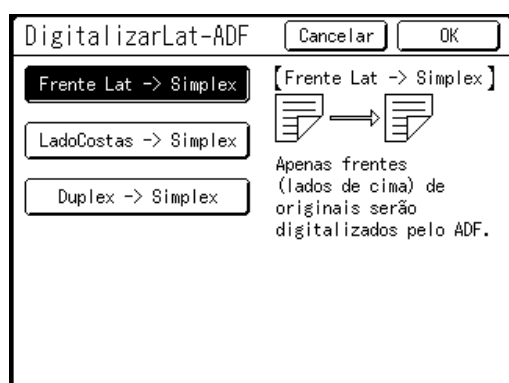 DigitalizarLat-ADF
Cancelar
OK
Frente Lat -> Simplex
LadoCostas -> Simplex
Duplex -> Simplex
[Frente Lat -> Simplex]
Apenas frentes
(lados de cima) de
originais serão
digitalizados pelo ADF.